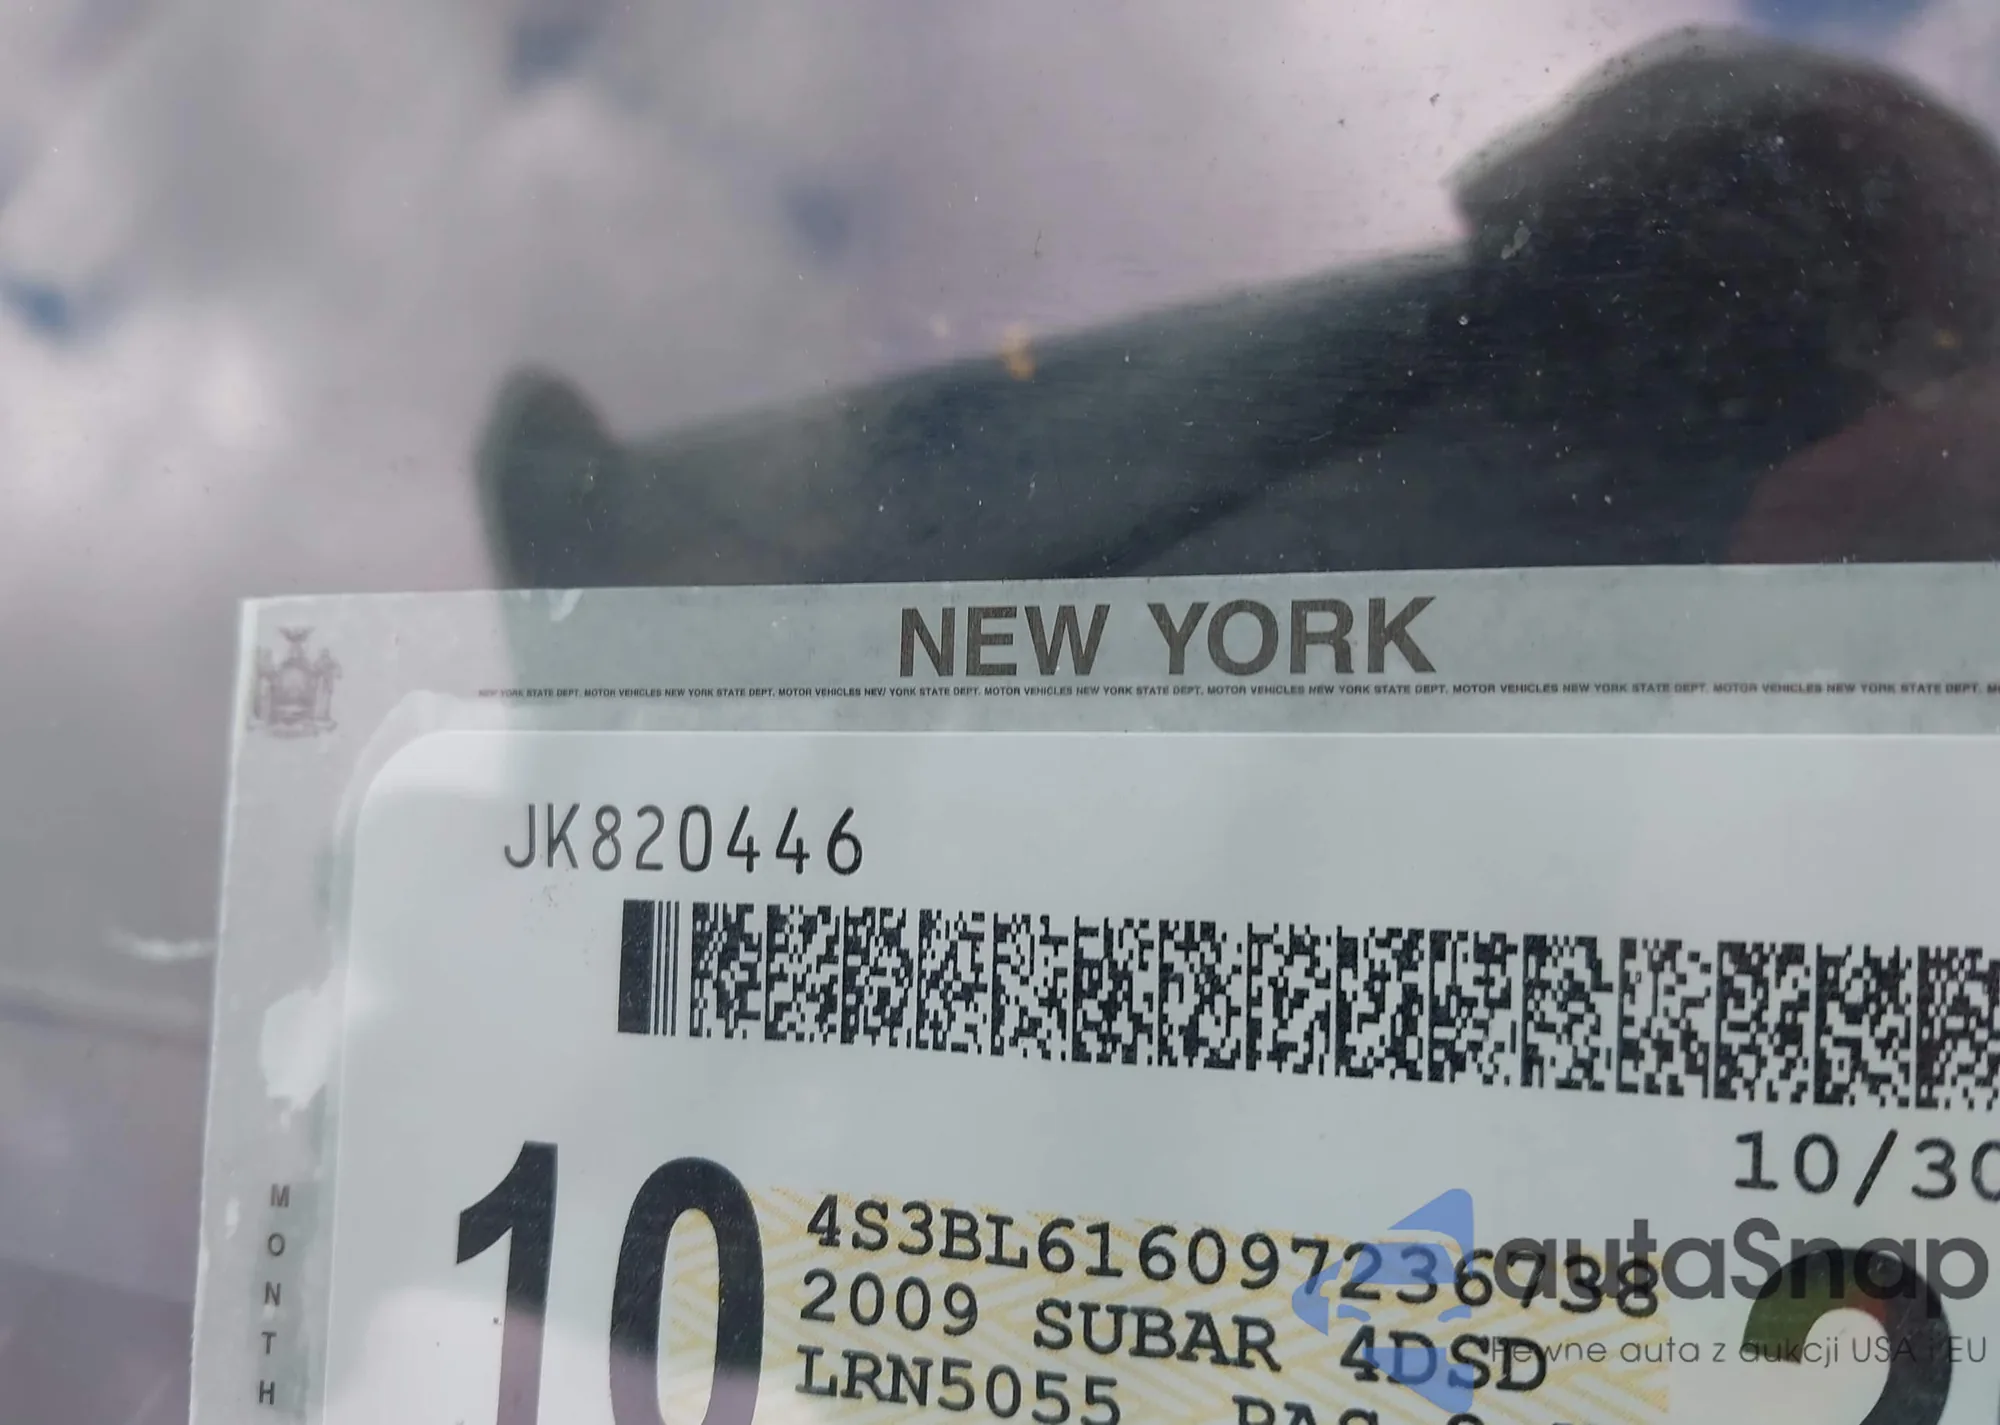 NEW YORK
NEW YORK STATE DEPT. MOTOR VEHICLES NEW YORK STATE DEPT. MOTOR VEHICLES NEW YORK STATE DEPT. MOTOR VEHICLES NEW YORK STATE DEPT. MOTOR VEHICLES NEW YORK STATE DEPT. MOTOR VEHICLES NEW YORK STATE DEPT. MOTOR VEHICLES NEW YORK STATE DEPT. M
JK820446
10/30
MONTH
10
4S3BL616097236738
2009 SUBAR 4DSD
LRN5055
autaSnap
Pewne auta z aukcji USA i EU